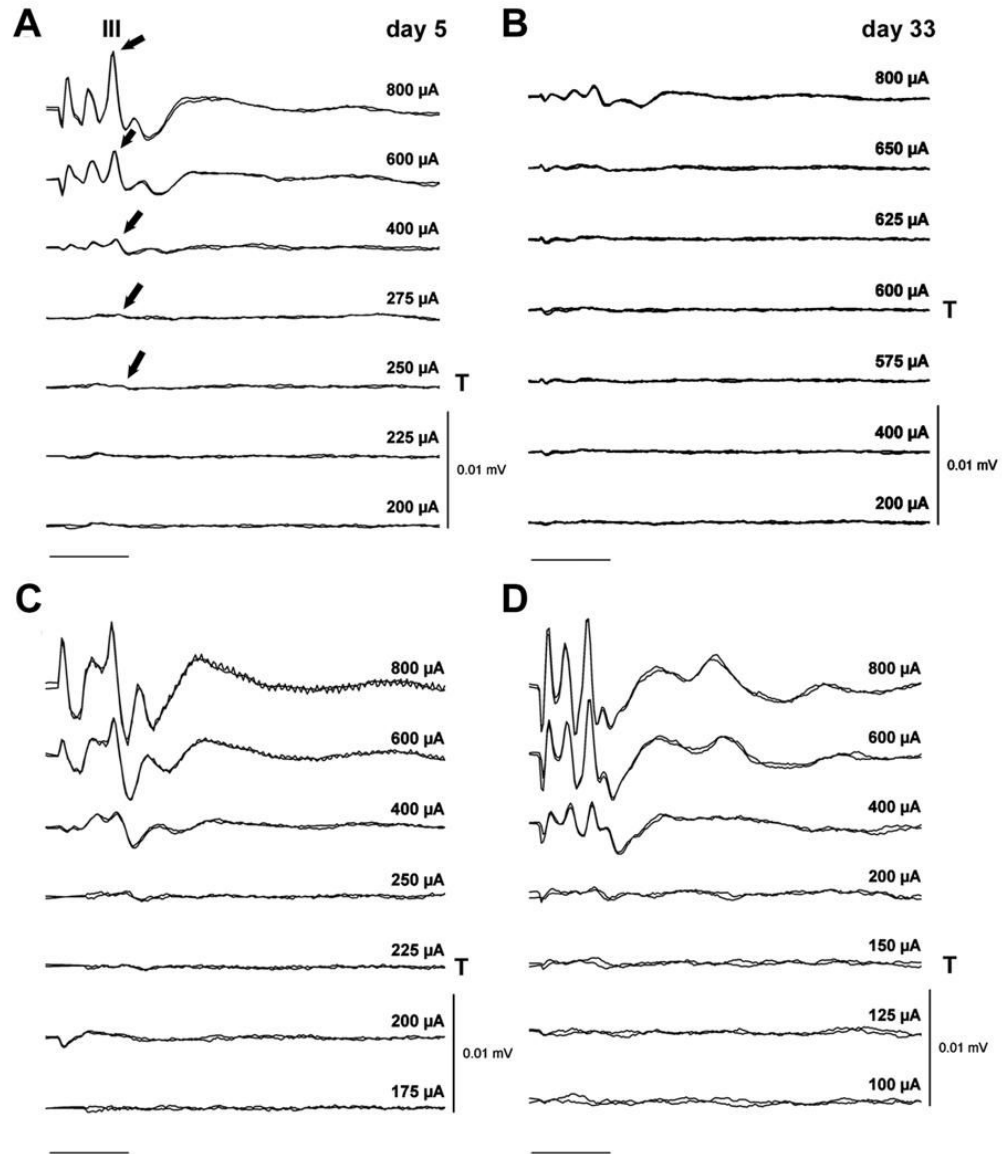 A III day 5
800 µA
600 µA
400 µA
275 µA
250 µA T
225 µA
0.01 mV
200 µA
B day 33
800 µA
650 µA
625 µA
600 µA T
575 µA
400 µA
0.01 mV
200 µA
C
800 µA
600 µA
400 µA
250 µA
225 µA T
200 µA
0.01 mV
175 µA
D
800 µA
600 µA
400 µA
200 µA
150 µA T
125 µA
0.01 mV
100 µA